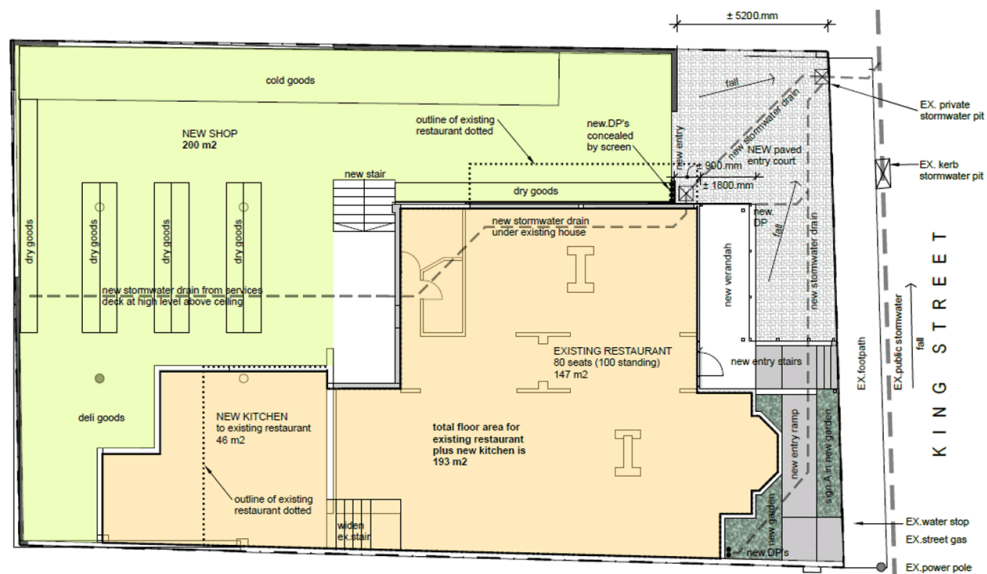 ± 5200.mm
cold goods
fall
EX. private
stormwater pit
NEW SHOP
200 m2
outline of existing
restaurant dotted
new.DP's
concealed
by screen
new entry
new stormwater drain
NEW paved
entry court
± 900.mm
± 1800.mm
EX. kerb
stormwater pit
new stair
dry goods
dry goods
dry goods
dry goods
dry goods
new stormwater drain
under existing house
new.
DP
fall
new stormwater drain
new verandah
new stormwater drain from services
deck at high level above ceiling
EX.footpath
EX.public stormwater
fall
KING STREET
EXISTING RESTAURANT
80 seats (100 standing)
147 m2
new entry stairs
deli goods
NEW KITCHEN
to existing restaurant
46 m2
total floor area for
existing restaurant
plus new kitchen is
193 m2
new entry ramp
sign A in new garden
outline of existing
restaurant dotted
widen
ex.stair
new garden
new.DP's
EX.water stop
EX.street gas
EX.power pole